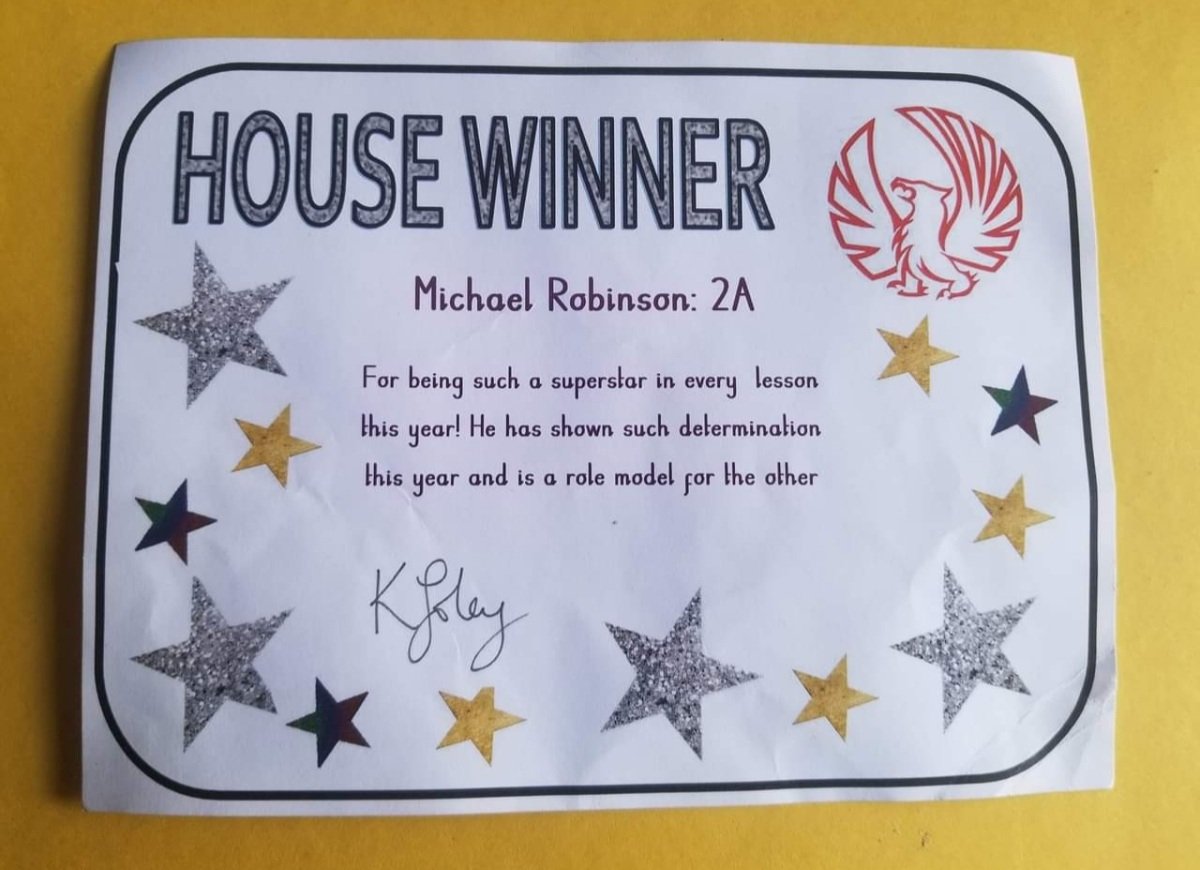 HOUSE WINNER
Michael Robinson: 2A
For being such a superstar in every lesson
this year! He has shown such determination
this year and is a role model for the other
K Foley